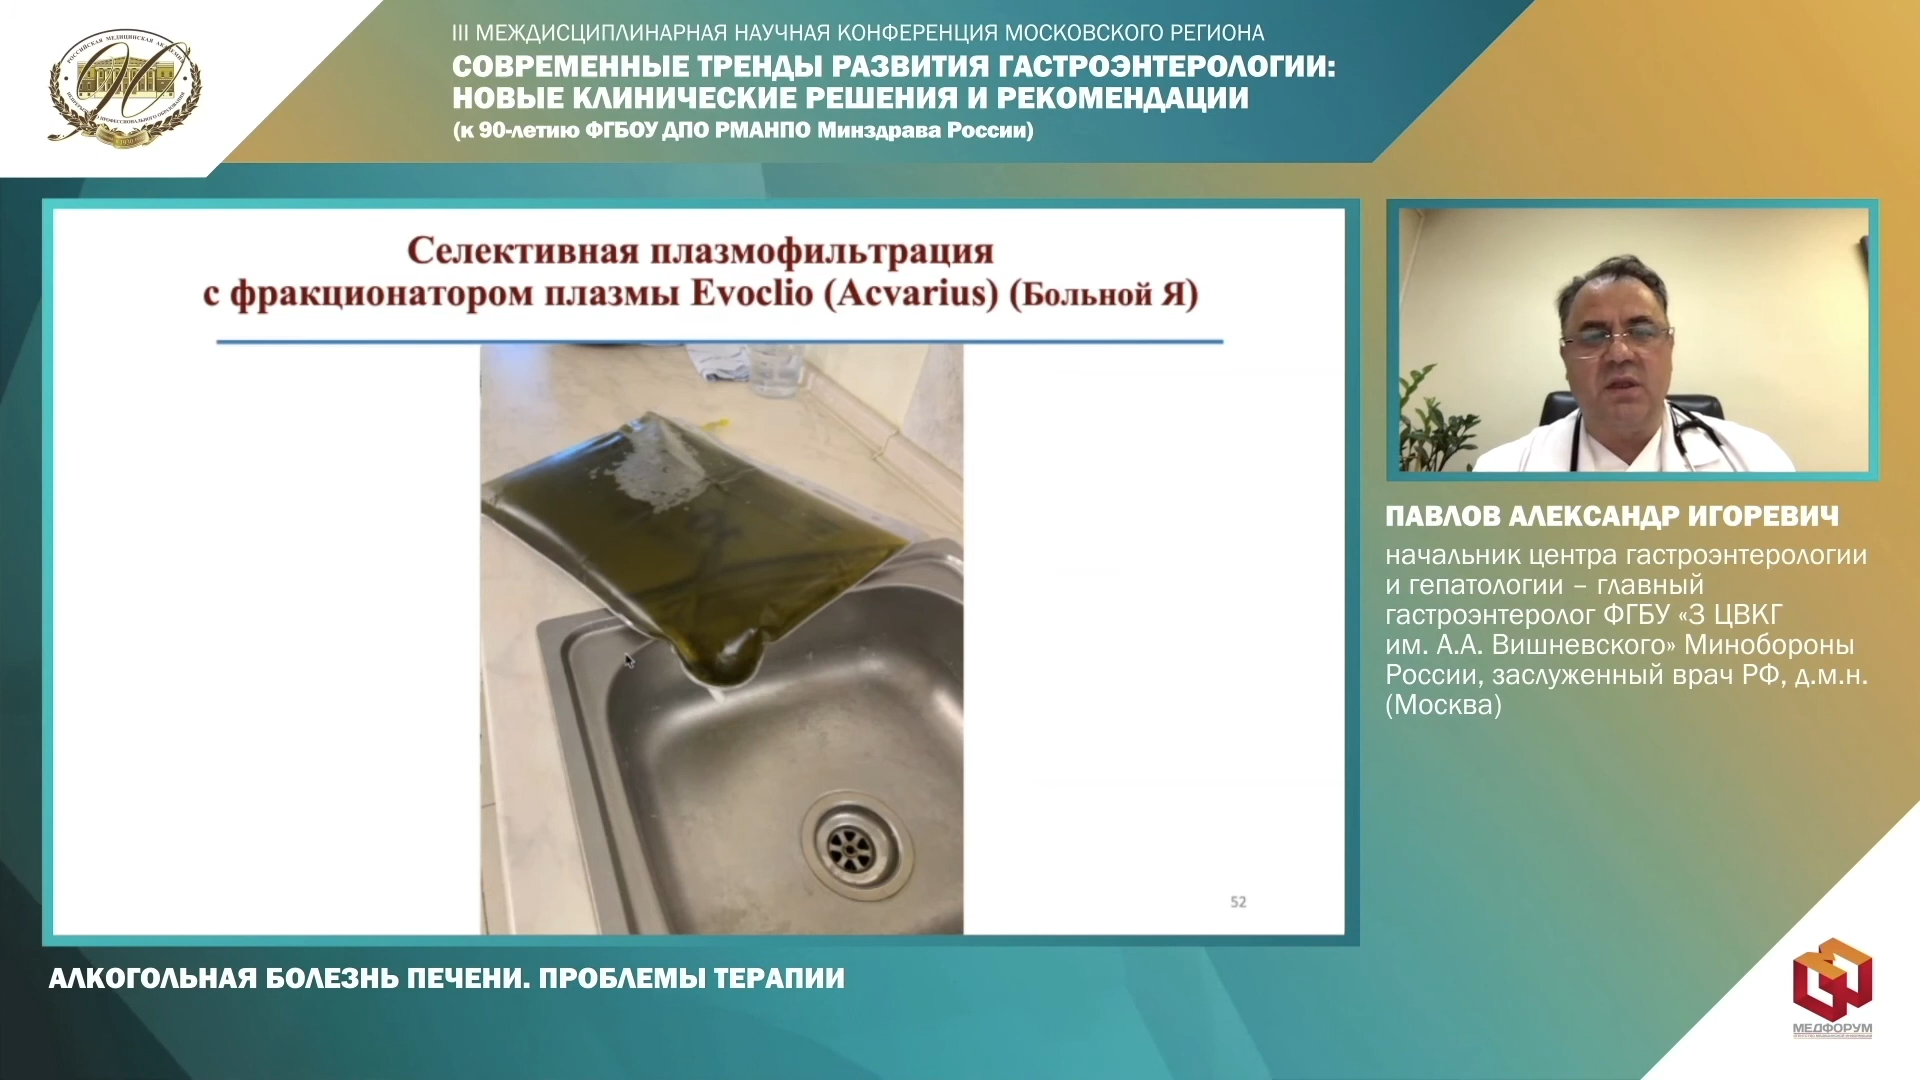 III МЕЖДИСЦИПЛИНАРНАЯ НАУЧНАЯ КОНФЕРЕНЦИЯ МОСКОВСКОГО РЕГИОНА
СОВРЕМЕННЫЕ ТРЕНДЫ РАЗВИТИЯ ГАСТРОЭНТЕРОЛОГИИ:
НОВЫЕ КЛИНИЧЕСКИЕ РЕШЕНИЯ И РЕКОМЕНДАЦИИ
(к 90-летию ФГБОУ ДПО РМАНПО Минздрава России)
Селективная плазмофильтрация
с фракционатором плазмы Evoclio (Acvarius) (Больной Я)
52
ПАВЛОВ АЛЕКСАНДР ИГОРЕВИЧ
начальник центра гастроэнтерологии
и гепатологии – главный
гастроэнтеролог ФГБУ «3 ЦВКГ
им. А.А. Вишневского» Минобороны
России, заслуженный врач РФ, д.м.н.
(Москва)
АЛКОГОЛЬНАЯ БОЛЕЗНЬ ПЕЧЕНИ. ПРОБЛЕМЫ ТЕРАПИИ
МЕДФОРУМ